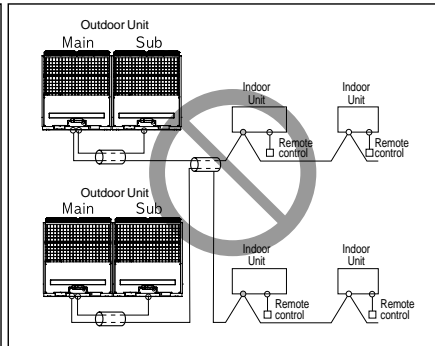 Outdoor Unit
Main Sub
Indoor
Unit
Indoor
Unit
Remote
control
Remote
control
Outdoor Unit
Main Sub
Indoor
Unit
Indoor
Unit
Remote
control
Remote
control